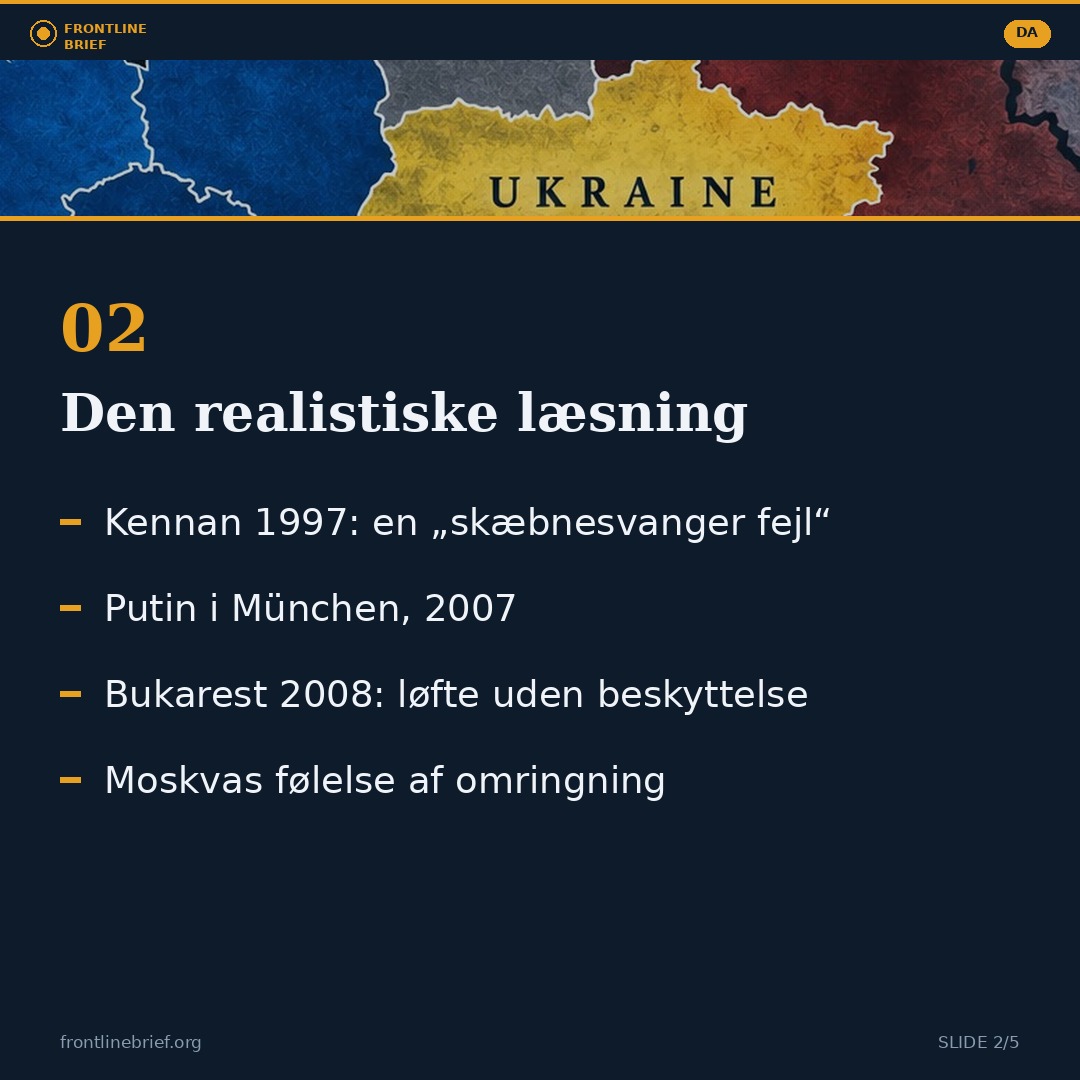 FRONTLINE
BRIEF
DA
UKRAINE
02
Den realistiske læsning
Kennan 1997: en „skæbnesvanger fejl“
Putin i München, 2007
Bukarest 2008: løfte uden beskyttelse
Moskvas følelse af omringning
frontlinebrief.org
SLIDE 2/5